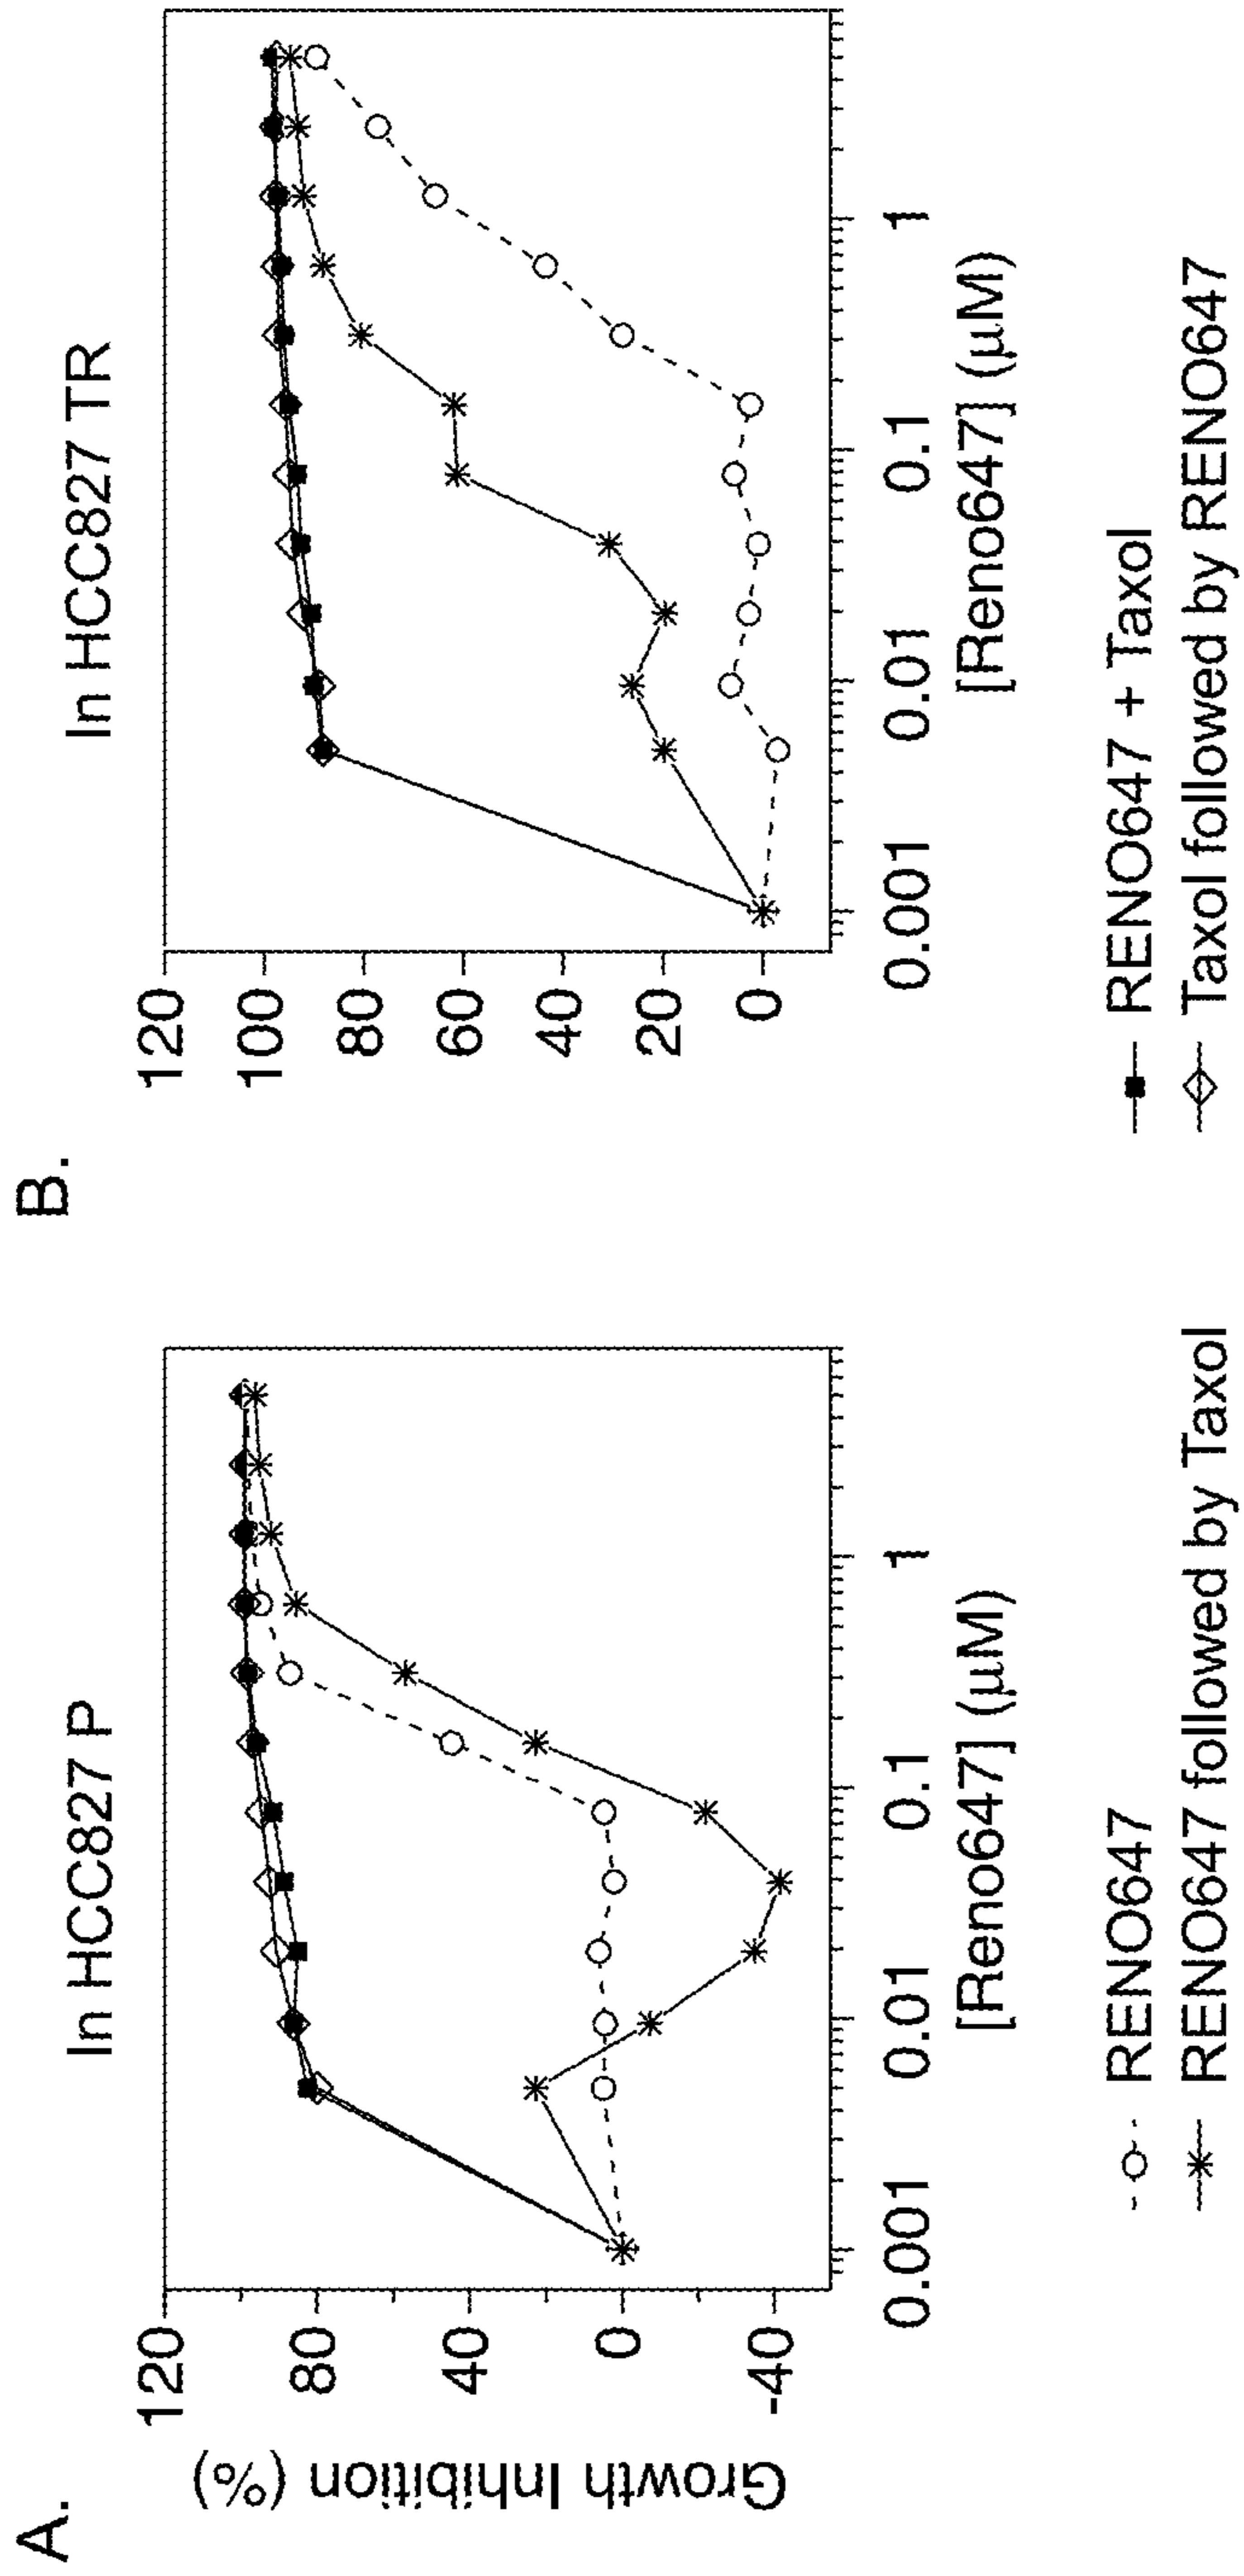 A.
In HCC827 P
Growth Inhibition (%)
120
80
40
0
-40
0.001
0.01
0.1
1
[Reno647] (μM)
B.
In HCC827 TR
120
100
80
60
40
20
0
0.001
0.01
0.1
1
[Reno647] (μM)
RENO647
RENO647 followed by Taxol
RENO647 + Taxol
Taxol followed by RENO647